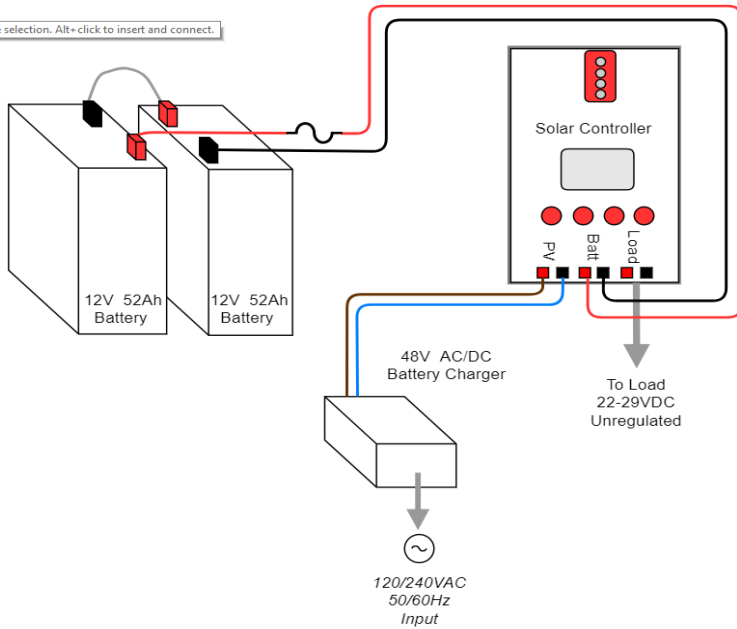 selection. Alt+click to insert and connect.
Solar Controller
PV
Batt
Load
12V 52Ah
Battery
12V 52Ah
Battery
48V AC/DC
Battery Charger
To Load
22-29VDC
Unregulated
120/240VAC
50/60Hz
Input